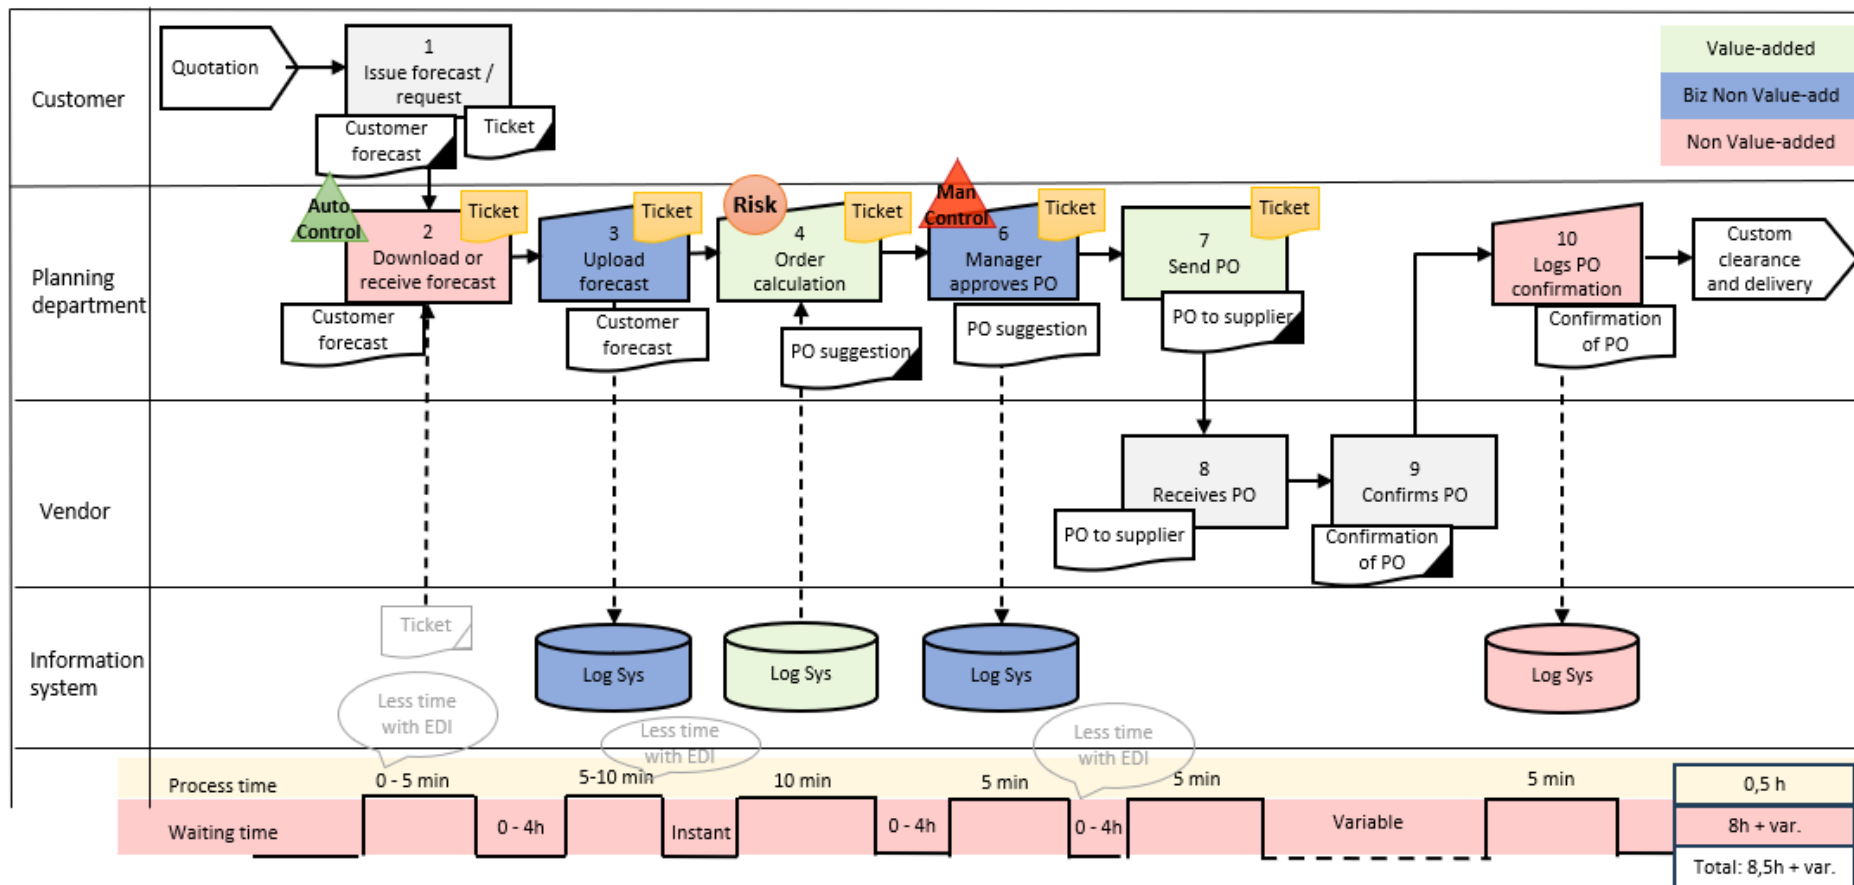 Quotation
1
Issue forecast /
request
Customer
forecast
Ticket
Value-added
Biz Non Value-add
Non Value-added
Customer
Auto
Control
Ticket
2
Download or
receive forecast
Customer
forecast
Ticket
3
Upload
forecast
Customer
forecast
Risk
Ticket
4
Order
calculation
PO suggestion
Man
Control
Ticket
6
Manager
approves PO
PO suggestion
Ticket
7
Send PO
PO to supplier
10
Logs PO
confirmation
Confirmation
of PO
Custom
clearance
and delivery
Planning
department
Vendor
8
Receives PO
PO to supplier
9
Confirms PO
Confirmation
of PO
Information
system
Ticket
Log Sys
Log Sys
Log Sys
Log Sys
Less time
with EDI
Less time
with EDI
Less time
with EDI
Process time
0 - 5 min
5-10 min
10 min
5 min
5 min
5 min
0,5 h
Waiting time
0 - 4h
Instant
0 - 4h
0 - 4h
Variable
8h + var.
Total: 8,5h + var.